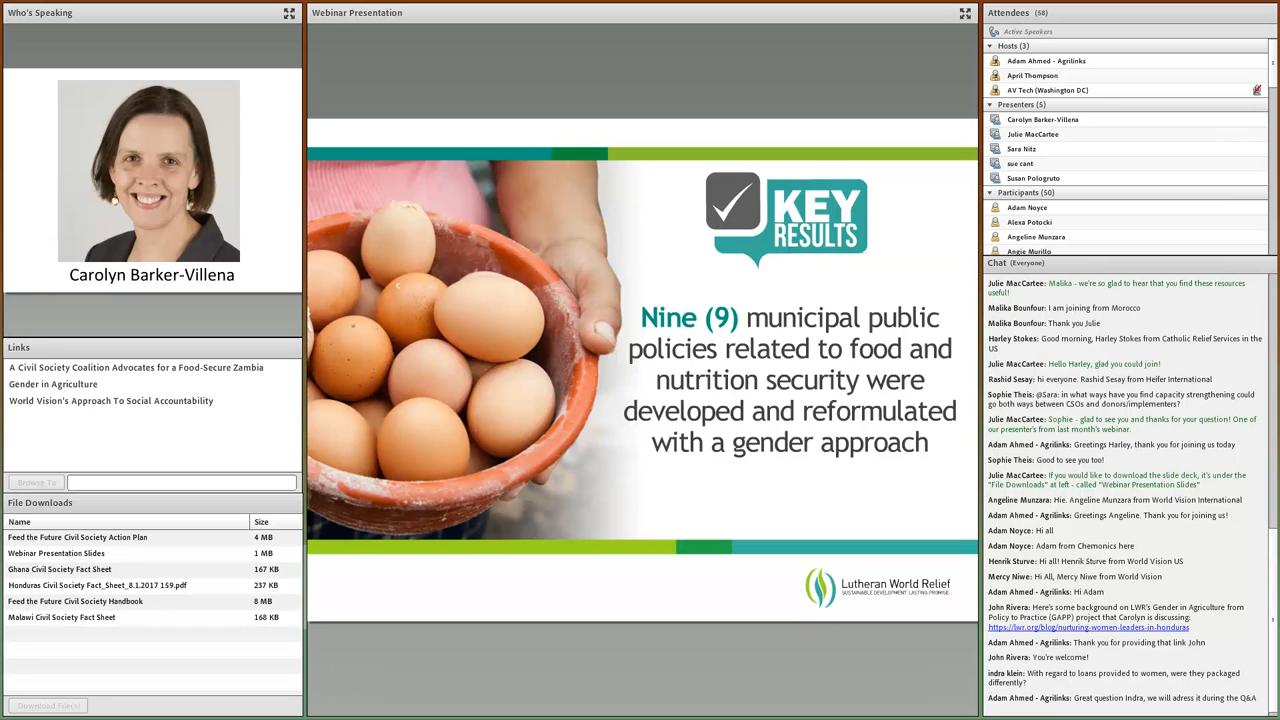 Who's Speaking
Carolyn Barker-Villena
Links
A Civil Society Coalition Advocates for a Food-Secure Zambia
Gender in Agriculture
World Vision's Approach To Social Accountability
Browse To
File Downloads
Name Size
Feed the Future Civil Society Action Plan 4 MB
Webinar Presentation Slides 1 MB
Ghana Civil Society Fact Sheet 167 KB
Honduras Civil Society Fact_Sheet_8.1.2017 159.pdf 237 KB
Feed the Future Civil Society Handbook 8 MB
Malawi Civil Society Fact Sheet 168 KB
Download File(s)
Webinar Presentation
KEY
RESULTS
Nine (9) municipal public
policies related to food and
nutrition security were
developed and reformulated
with a gender approach
Lutheran World Relief
SUSTAINABLE DEVELOPMENT. LASTING PROMISE.
Attendees (58)
Active Speakers
Hosts (3)
Adam Ahmed - Agrilinks
April Thompson
AV Tech (Washington DC)
Presenters (5)
Carolyn Barker-Villena
Julie MacCartee
Sara Nitz
sue cant
Susan Pologruto
Participants (50)
Adam Noyce
Alexa Potocki
Angeline Munzara
Angie Murillo
Chat (Everyone)
Julie MacCartee: Malika - we're so glad to hear that you find these resources
useful!
Malika Bounfour: I am joining from Morocco
Malika Bounfour: Thank you Julie
Harley Stokes: Good morning, Harley Stokes from Catholic Relief Services in the
US
Julie MacCartee: Hello Harley, glad you could join!
Rashid Sesay: hi everyone. Rashid Sesay from Heifer International
Sophie Theis: @Sara: in what ways have you find capacity strengthening could
go both ways between CSOs and donors/implementers?
Julie MacCartee: Sophie - glad to see you and thanks for your question! One of
our presenter's from last month's webinar.
Adam Ahmed - Agrilinks: Greetings Harley, thank you for joining us today
Sophie Theis: Good to see you too!
Julie MacCartee: If you would like to download the slide deck, it's under the
"File Downloads" at left - called "Webinar Presentation Slides"
Angeline Munzara: Hie. Angeline Munzara from World Vision International
Adam Ahmed - Agrilinks: Greetings Angeline. Thank you for joining us!
Adam Noyce: Hi all
Adam Noyce: Adam from Chemonics here
Henrik Sturve: Hi all! Henrik Sturve from World Vision US
Mercy Niwe: Hi All, Mercy Niwe from World Vision
Adam Ahmed - Agrilinks: Hi Adam
John Rivera: Here's some background on LWR's Gender in Agriculture from
Policy to Practice (GAPP) project that Carolyn is discussing:
https://lwr.org/blog/nurturing-women-leaders-in-honduras
Adam Ahmed - Agrilinks: Thank you for providing that link John
John Rivera: You're welcome!
indra klein: With regard to loans provided to women, were they packaged
differently?
Adam Ahmed - Agrilinks: Great question Indra, we will adress it during the Q&A